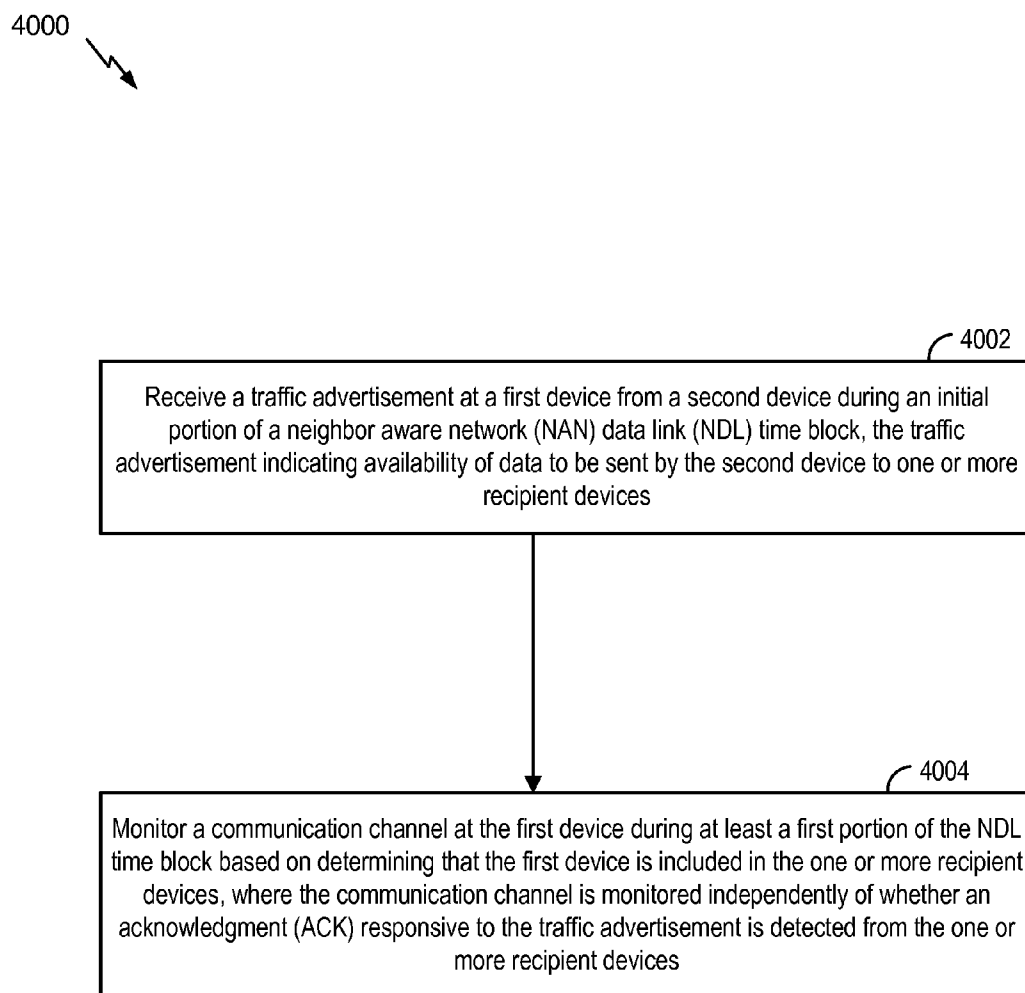 4000
4002
Receive a traffic advertisement at a first device from a second device during an initial
portion of a neighbor aware network (NAN) data link (NDL) time block, the traffic
advertisement indicating availability of data to be sent by the second device to one or more
recipient devices
4004
Monitor a communication channel at the first device during at least a first portion of the NDL
time block based on determining that the first device is included in the one or more recipient
devices, where the communication channel is monitored independently of whether an
acknowledgment (ACK) responsive to the traffic advertisement is detected from the one or
more recipient devices